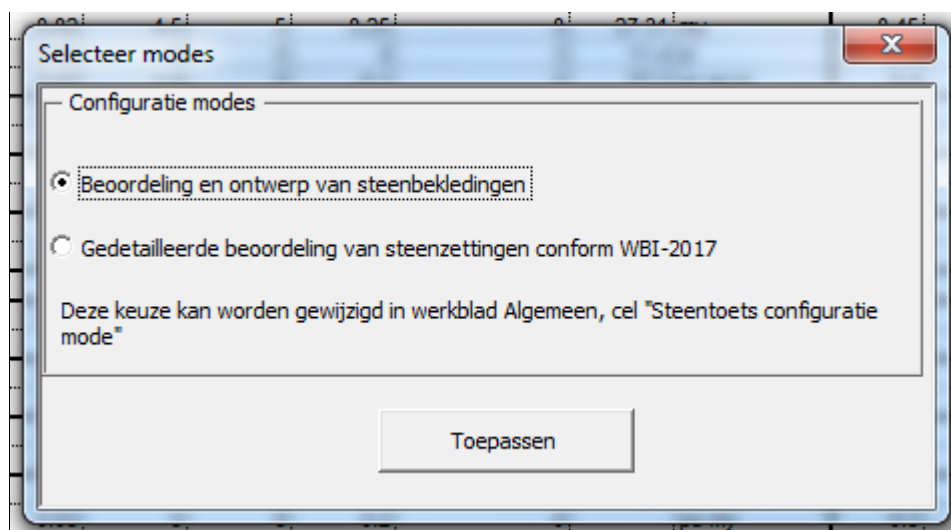 Selecteer modes
Configuratie modes
Beoordeling en ontwerp van steenbekledingen
Gedetailleerde beoordeling van steenzettingen conform WBI-2017
Deze keuze kan worden gewijzigd in werkblad Algemeen, cel "Steentoets configuratie
mode"
Toepassen